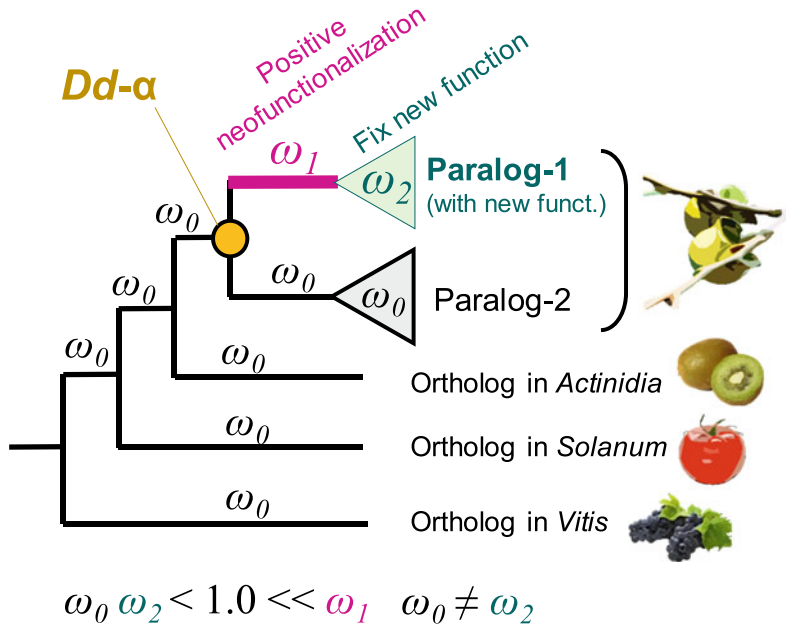 Positive
neofunctionalization
Fix new function
Dd-α
ω1
ω2
Paralog-1
(with new funct.)
ω0
ω0
ω0
Paralog-2
ω0
ω0
ω0
Ortholog in Actinidia
ω0
Ortholog in Solanum
ω0
Ortholog in Vitis
ω0 ω2 < 1.0 << ω1 ω0 ≠ ω2